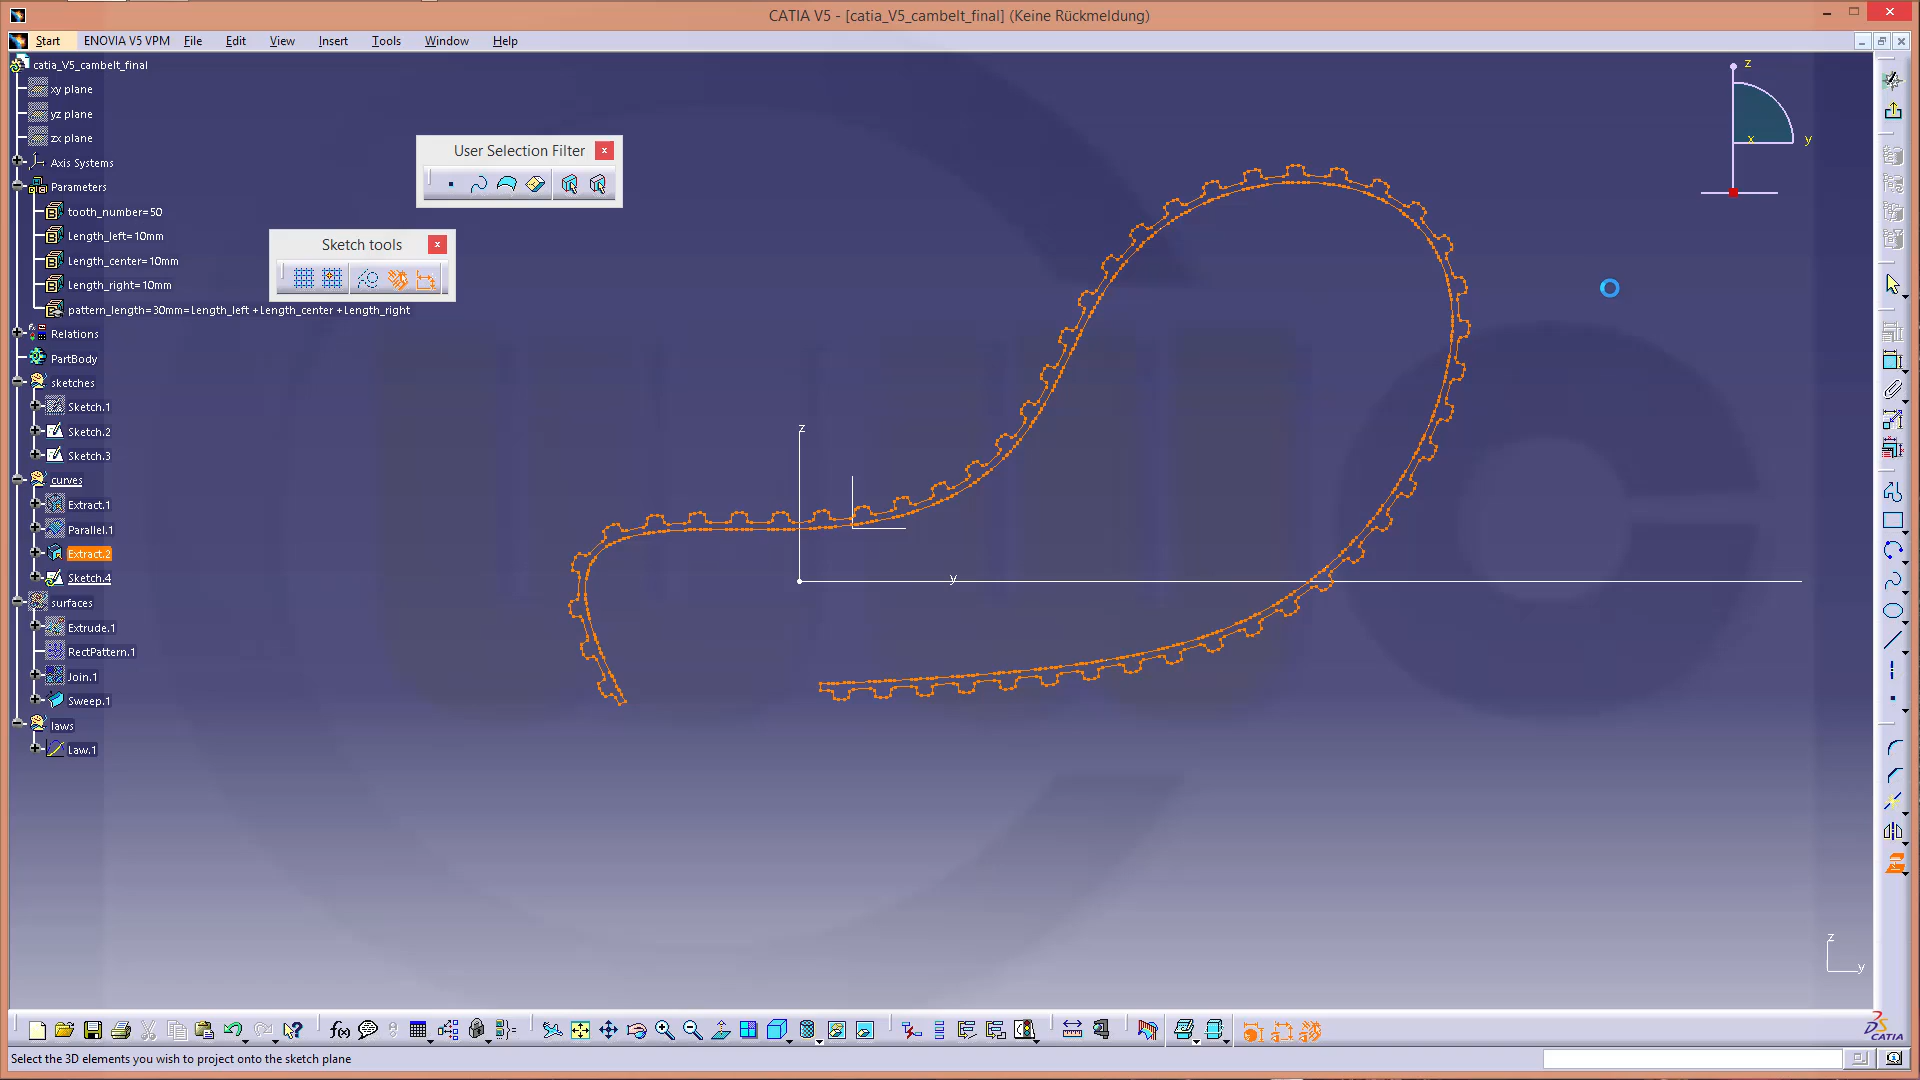 CATIA V5 - [catia_V5_cambelt_final] (Keine Rückmeldung)
Start ENOVIA V5 VPM File Edit View Insert Tools Window Help
catia_V5_cambelt_final
xy plane
yz plane
zx plane
Axis Systems
Parameters
tooth_number=50
Length_left=10mm
Length_center=10mm
Length_right=10mm
pattern_length=30mm=Length_left +Length_center +Length_right
Relations
PartBody
sketches
Sketch.1
Sketch.2
Sketch.3
curves
Extract.1
Parallel.1
Extract.2
Sketch.4
surfaces
Extrude.1
RectPattern.1
Join.1
Sweep.1
laws
Law.1
User Selection Filter
Sketch tools
z
x
y
z
y
z
y
f(x)
CATIA
Select the 3D elements you wish to project onto the sketch plane